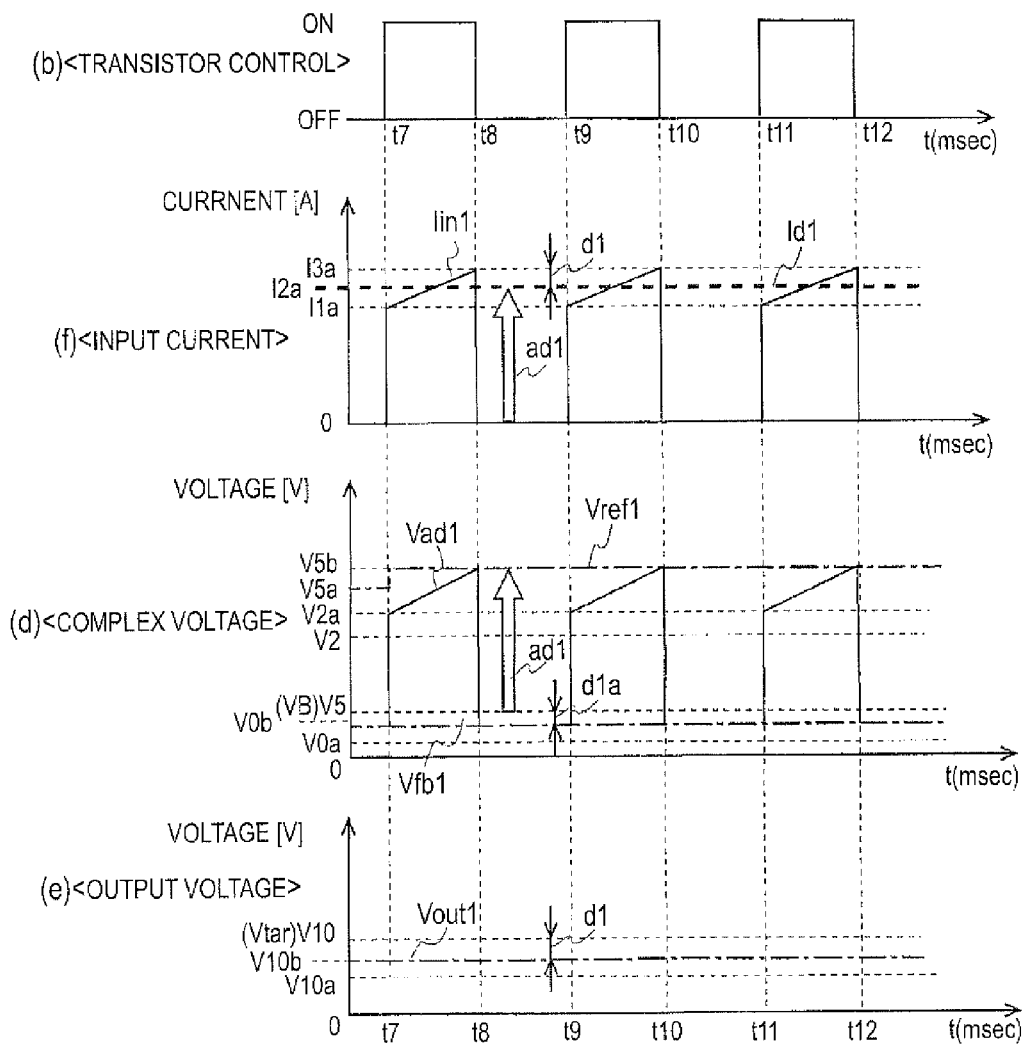 ON
(b)<TRANSISTOR CONTROL>
OFF
t7 t8 t9 t10 t11 t12
t(msec)
CURRNENT [A]
Iin1 d1 Id1
I3a
I2a
I1a
(f)<INPUT CURRENT>
ad1
0
t(msec)
VOLTAGE [V]
Vad1 Vref1
V5b
V5a
(d)<COMPLEX VOLTAGE>
V2a
V2
ad1
d1a
(VB)V5
V0b
V0a
0
Vfb1
t(msec)
VOLTAGE [V]
(e)<OUTPUT VOLTAGE>
Vout1 d1
(Vtar)V10
V10b
V10a
0
t7 t8 t9 t10 t11 t12
t(msec)